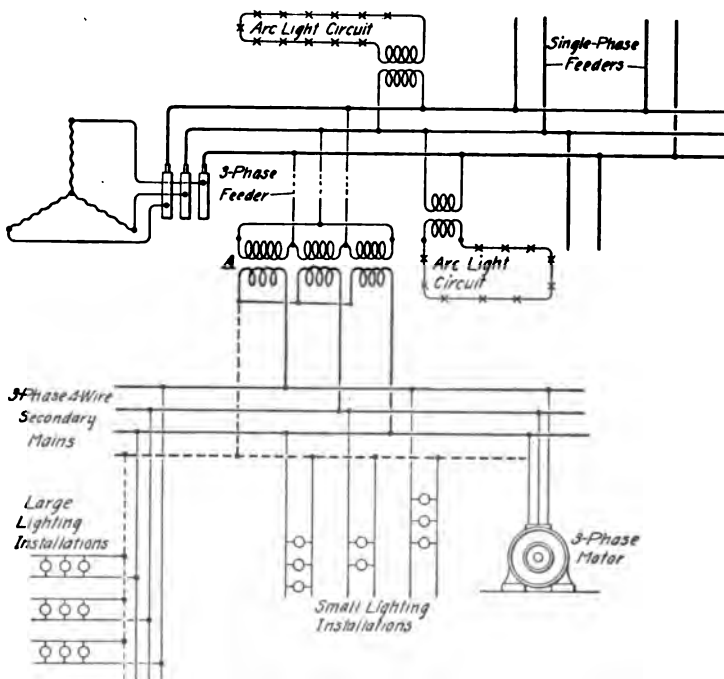 Arc Light Circuit
Single-Phase
Feeders
3-Phase
Feeder
A
Arc Light
Circuit
3-Phase 4-Wire
Secondary
Mains
Large
Lighting
Installations
3-Phase
Motor
Small Lighting
Installations